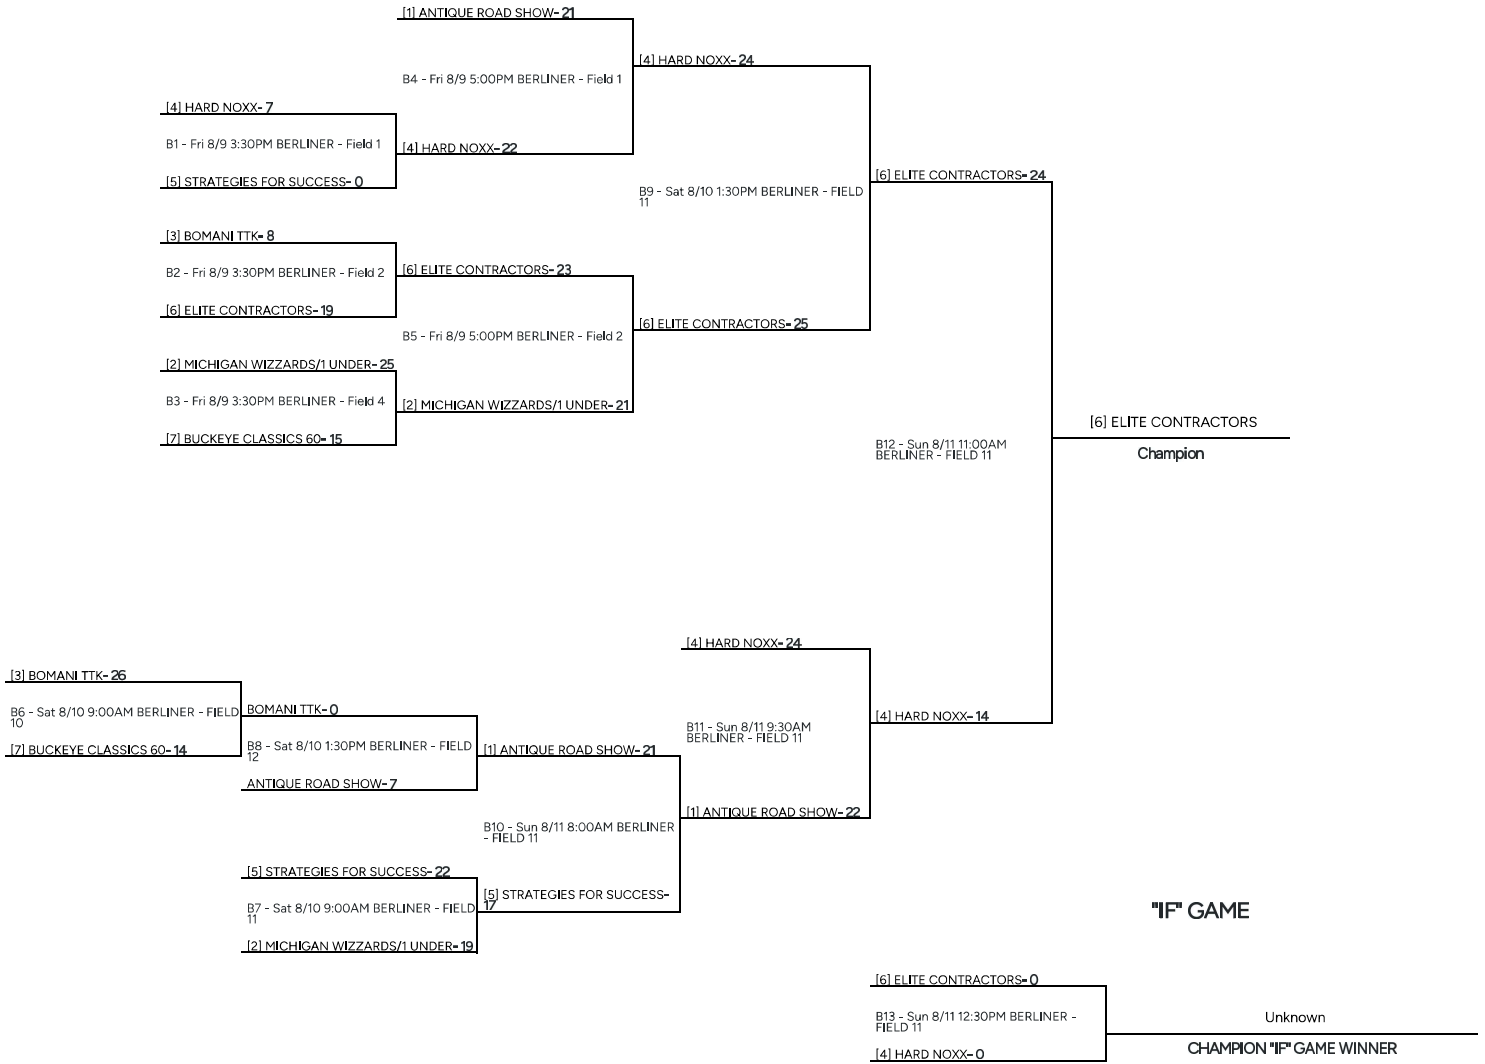 [1] ANTIQUE ROAD SHOW- 21
[4] HARD NOXX- 24
B4 - Fri 8/9 5:00PM BERLINER - Field 1
[4] HARD NOXX- 7
B1 - Fri 8/9 3:30PM BERLINER - Field 1
[4] HARD NOXX- 22
[5] STRATEGIES FOR SUCCESS- 0
[6] ELITE CONTRACTORS- 24
B9 - Sat 8/10 1:30PM BERLINER - FIELD
11
[3] BOMANI TTK- 8
B2 - Fri 8/9 3:30PM BERLINER - Field 2
[6] ELITE CONTRACTORS- 23
[6] ELITE CONTRACTORS- 19
[6] ELITE CONTRACTORS- 25
B5 - Fri 8/9 5:00PM BERLINER - Field 2
[2] MICHIGAN WIZZARDS/1 UNDER- 25
B3 - Fri 8/9 3:30PM BERLINER - Field 4
[2] MICHIGAN WIZZARDS/1 UNDER- 21
[7] BUCKEYE CLASSICS 60- 15
[6] ELITE CONTRACTORS
Champion
B12 - Sun 8/11 11:00AM
BERLINER - FIELD 11
[4] HARD NOXX- 24
[3] BOMANI TTK- 26
B6 - Sat 8/10 9:00AM BERLINER - FIELD
10
BOMANI TTK- 0
[7] BUCKEYE CLASSICS 60- 14
B8 - Sat 8/10 1:30PM BERLINER - FIELD
12
[1] ANTIQUE ROAD SHOW- 21
B11 - Sun 8/11 9:30AM
BERLINER - FIELD 11
[4] HARD NOXX- 14
ANTIQUE ROAD SHOW- 7
[1] ANTIQUE ROAD SHOW- 22
B10 - Sun 8/11 8:00AM BERLINER
- FIELD 11
[5] STRATEGIES FOR SUCCESS- 22
B7 - Sat 8/10 9:00AM BERLINER - FIELD
11
[5] STRATEGIES FOR SUCCESS-
17
[2] MICHIGAN WIZZARDS/1 UNDER- 19
"IF" GAME
[6] ELITE CONTRACTORS- 0
B13 - Sun 8/11 12:30PM BERLINER -
FIELD 11
[4] HARD NOXX- 0
Unknown
CHAMPION "IF" GAME WINNER